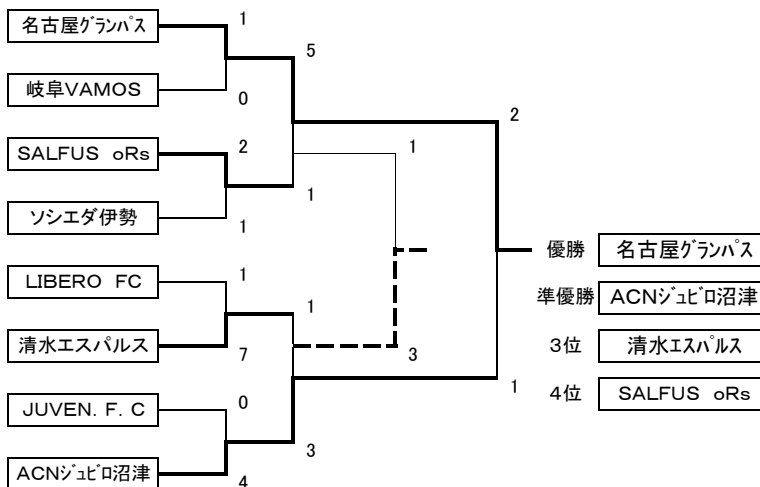 名古屋グランパス
1
5
岐阜VAMOS
0
2
SALFUS oRs
2
1
1
ソシエダ伊勢
1
優勝 名古屋グランパス
LIBERO FC
1
1
準優勝 ACNジュビロ沼津
清水エスパルス
7
3
3位 清水エスパルス
1
4位 SALFUS oRs
JUVEN．F．C
0
3
ACNジュビロ沼津
4